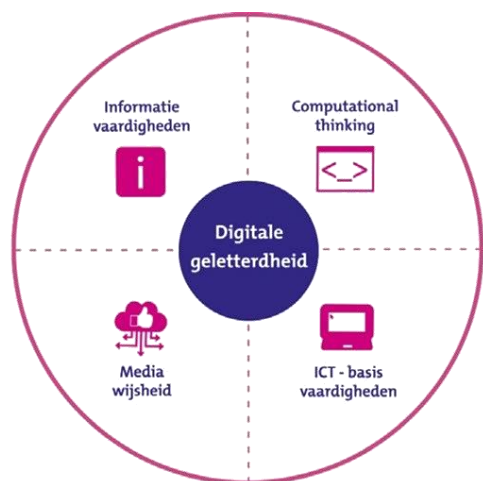 Informatie
vaardigheden
Computational
thinking
i
<_>
Digitale
geletterdheid
Media
wijsheid
ICT - basis
vaardigheden